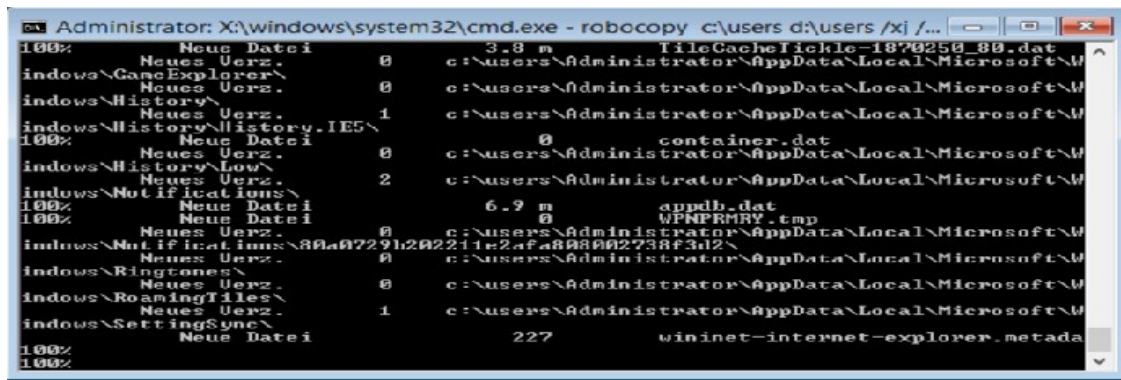 Administrator: X:\windows\system32\cmd.exe - robocopy c:\users d:\users /xj /...
100% Neue Datei 3.8 m TileCacheTickle-1870250_80.dat
Neues Verz. 0 c:\users\Administrator\AppData\Local\Microsoft\W
indows\GameExplorer\
Neues Verz. 0 c:\users\Administrator\AppData\Local\Microsoft\W
indows\History\
Neues Verz. 1 c:\users\Administrator\AppData\Local\Microsoft\W
indows\History\History.IE5\
100% Neue Datei 0 container.dat
Neues Verz. 0 c:\users\Administrator\AppData\Local\Microsoft\W
indows\History\Low\
Neues Verz. 2 c:\users\Administrator\AppData\Local\Microsoft\W
indows\Notifications\
100% Neue Datei 6.9 m appdb.dat
100% Neue Datei 0 WPNPRMRY.tmp
Neues Verz. 0 c:\users\Administrator\AppData\Local\Microsoft\W
indows\Notifications\80a0729b202211e2afa808002738f3d2\
Neues Verz. 0 c:\users\Administrator\AppData\Local\Microsoft\W
indows\Ringtones\
Neues Verz. 0 c:\users\Administrator\AppData\Local\Microsoft\W
indows\RoamingTiles\
Neues Verz. 1 c:\users\Administrator\AppData\Local\Microsoft\W
indows\SettingSync\
Neue Datei 227 wininet-internet-explorer.metada
100%
100%